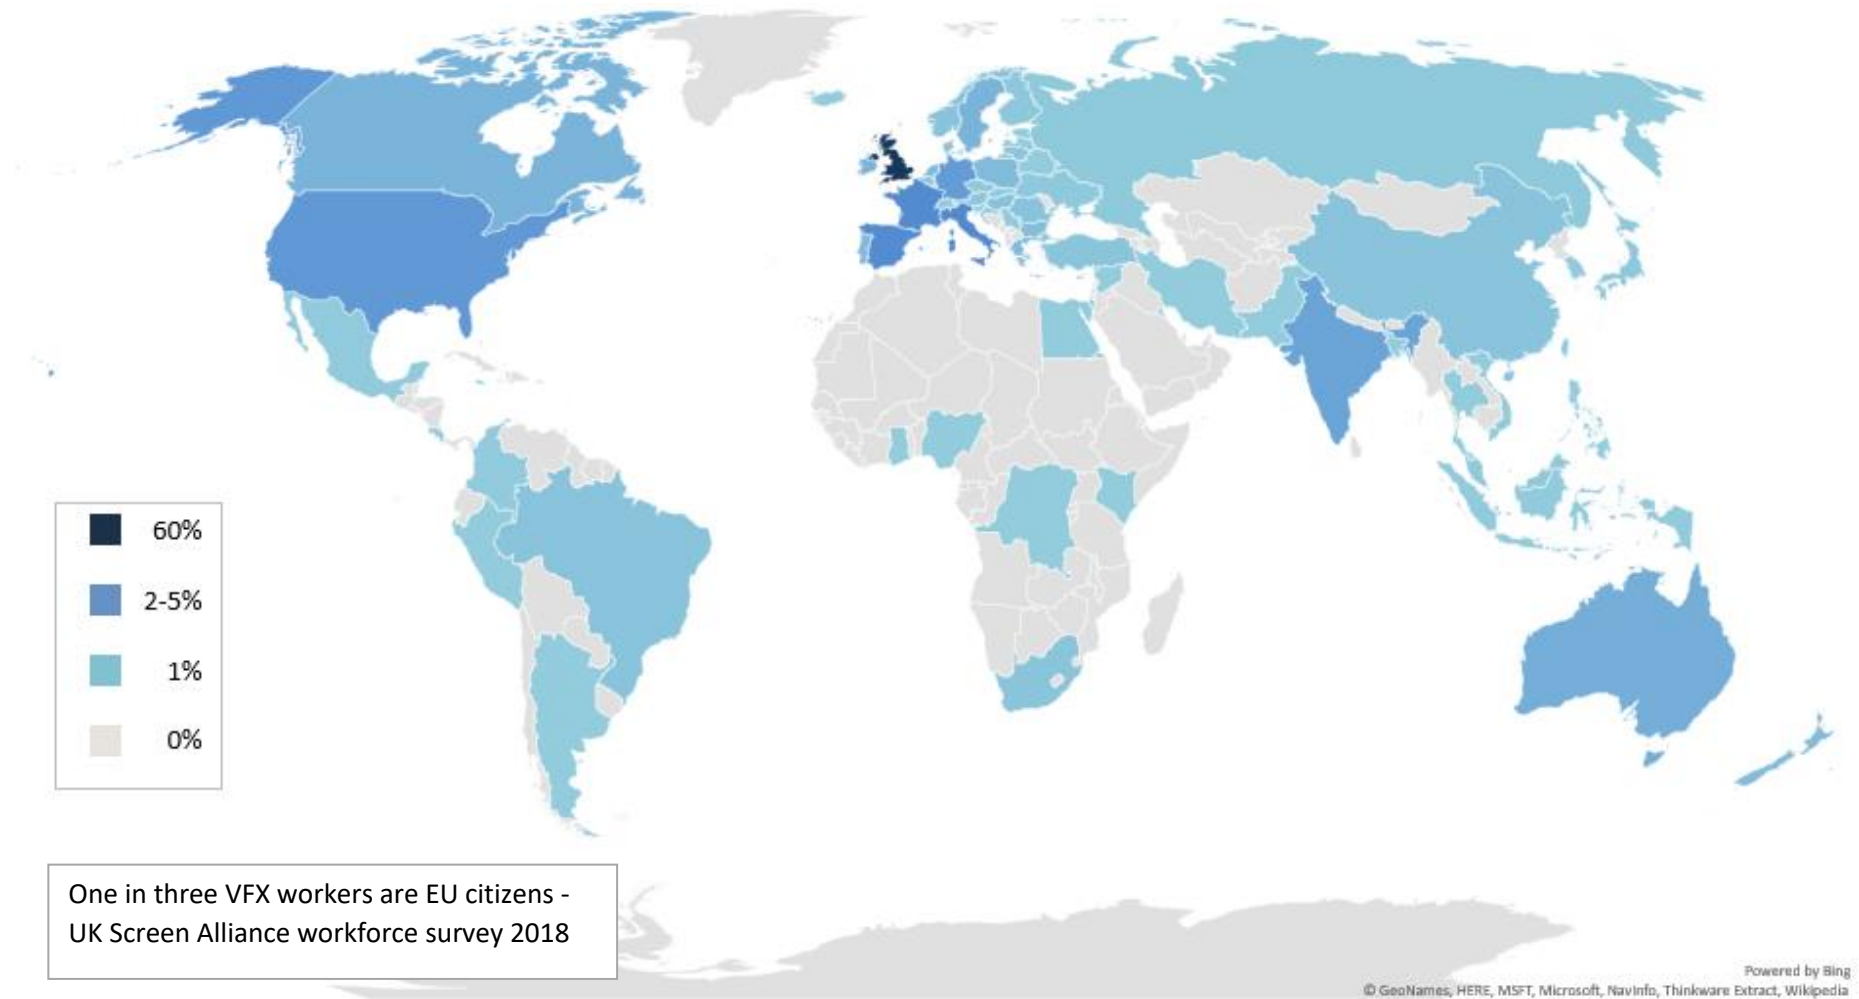 60%
2-5%
1%
0%
One in three VFX workers are EU citizens -
UK Screen Alliance workforce survey 2018
Powered by Bing
© GeoNames, HERE, MSFT, Microsoft, NavInfo, Thinkware Extract, Wikipedia